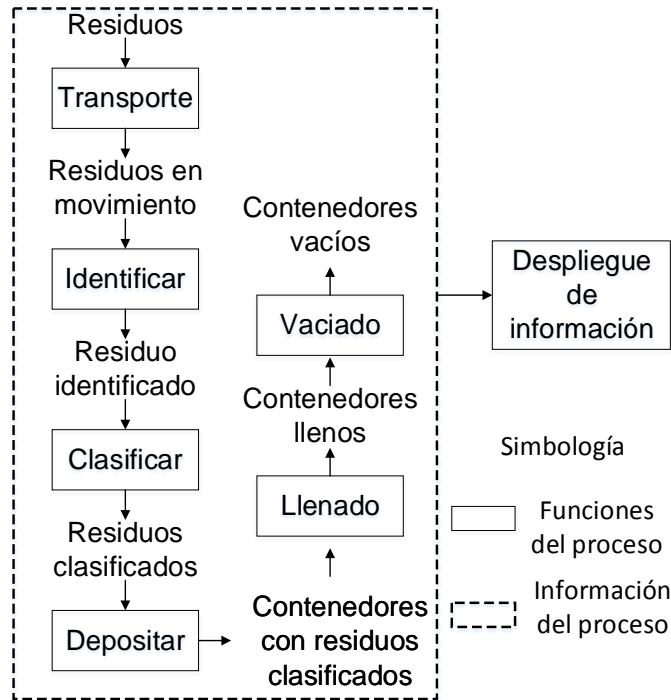 Residuos
Transporte
Residuos en
movimiento
Identificar
Residuo
identificado
Clasificar
Residuos
clasificados
Depositar
Contenedores
con residuos
clasificados
Llenado
Contenedores
llenos
Vaciado
Contenedores
vacíos
Despliegue
de
información
Simbología
Funciones
del proceso
Información
del proceso